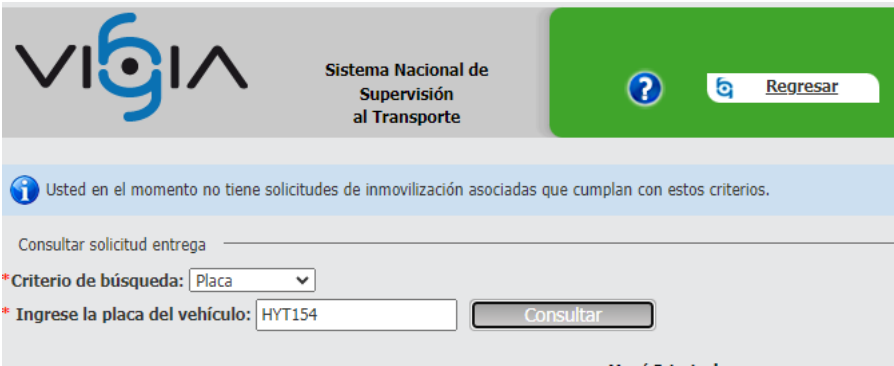 VIGIA
Sistema Nacional de
Supervisión
al Transporte
?
Regresar
Usted en el momento no tiene solicitudes de inmovilización asociadas que cumplan con estos criterios.
Consultar solicitud entrega
*Criterio de búsqueda: Placa
* Ingrese la placa del vehículo: HYT154 Consultar